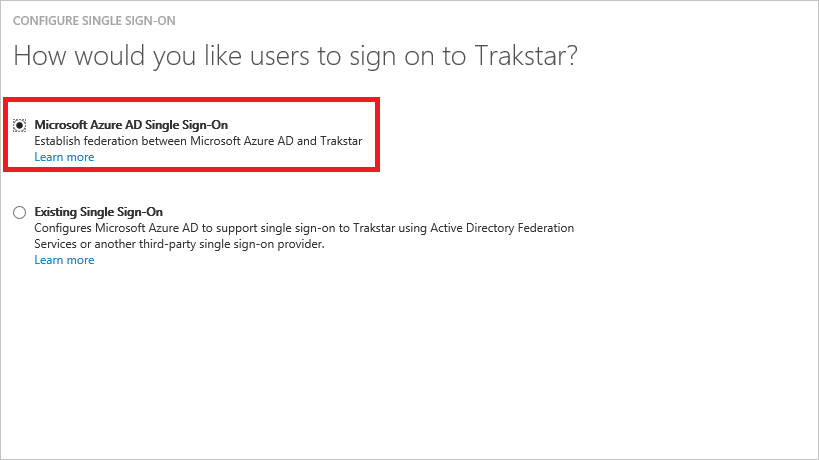 CONFIGURE SINGLE SIGN-ON
How would you like users to sign on to Trakstar?
Microsoft Azure AD Single Sign-On
Establish federation between Microsoft Azure AD and Trakstar
Learn more
Existing Single Sign-On
Configures Microsoft Azure AD to support single sign-on to Trakstar using Active Directory Federation
Services or another third-party single sign-on provider.
Learn more